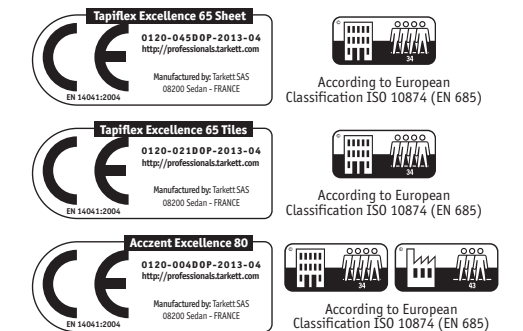 Tapiflex Excellence 65 Sheet
0120-045DOP-2013-04
http://professionals.tarkett.com
Manufactured by: Tarkett SAS
08200 Sedan - FRANCE
EN 14041:2004
©
34
According to European
Classification ISO 10874 (EN 685)
Tapiflex Excellence 65 Tiles
0120-021DOP-2013-04
http://professionals.tarkett.com
Manufactured by: Tarkett SAS
08200 Sedan - FRANCE
EN 14041:2004
©
34
According to European
Classification ISO 10874 (EN 685)
Acczent Excellence 80
0120-004DOP-2013-04
http://professionals.tarkett.com
Manufactured by: Tarkett SAS
08200 Sedan - FRANCE
EN 14041:2004
©
34
©
43
According to European
Classification ISO 10874 (EN 685)